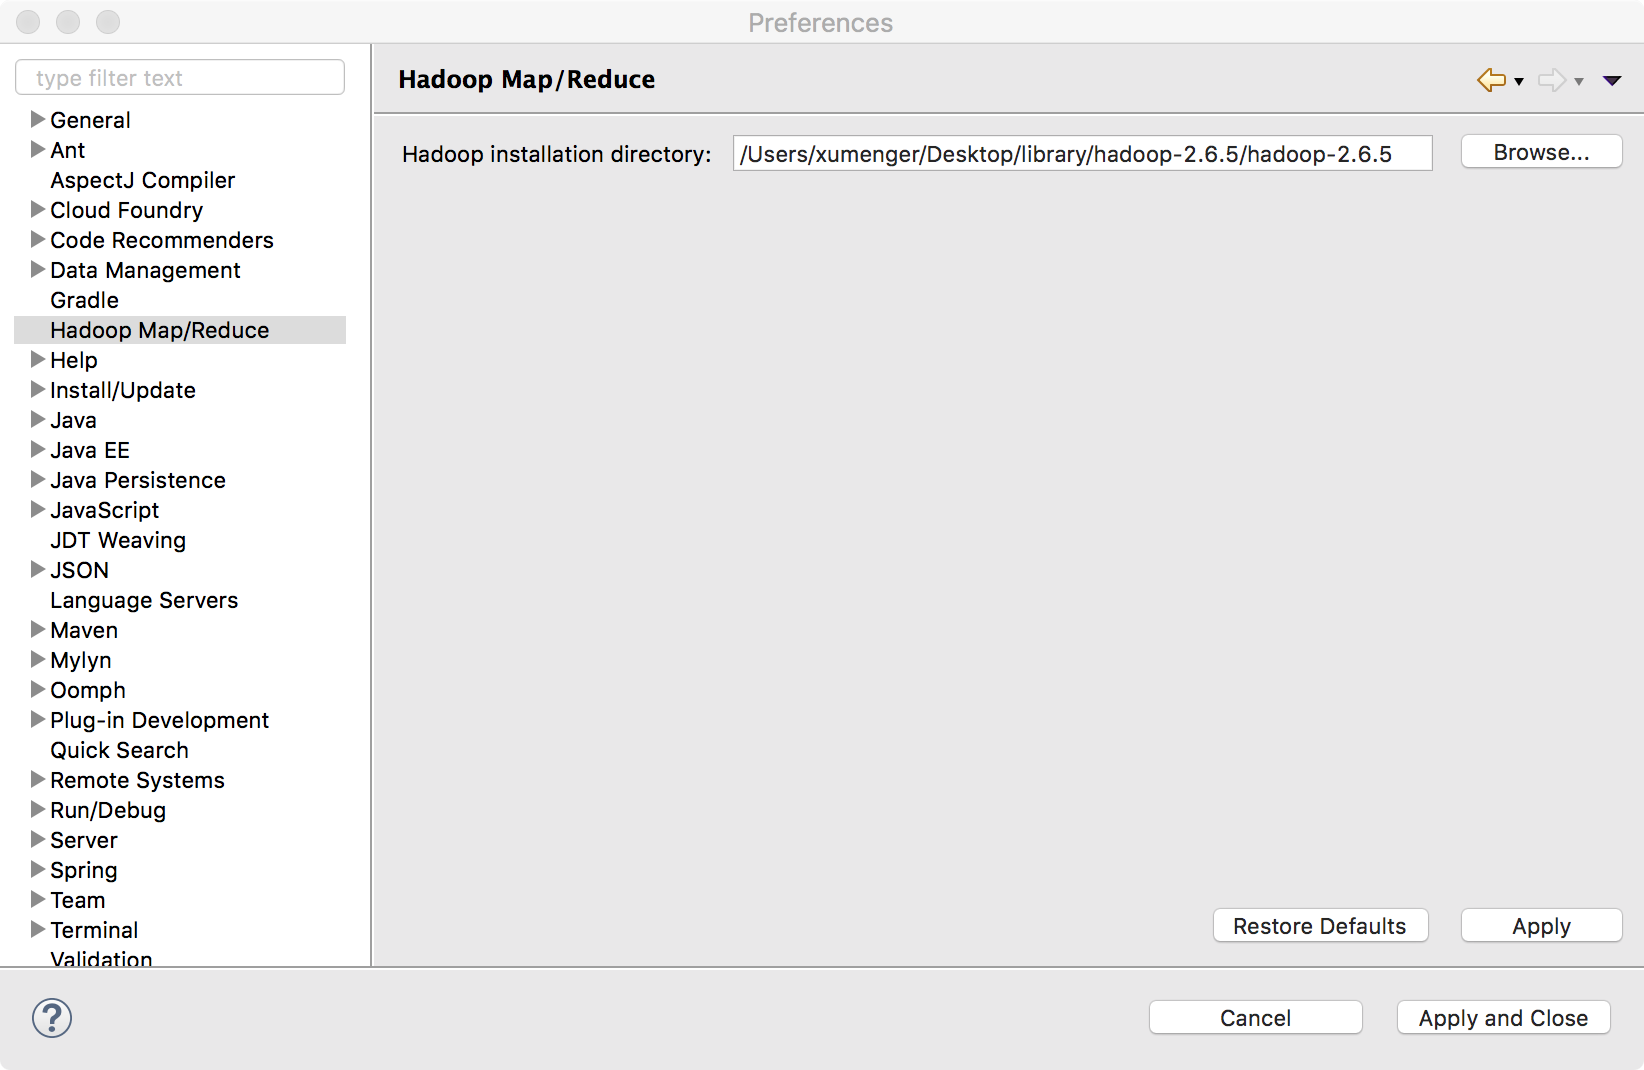 Preferences
type filter text
General
Ant
AspectJ Compiler
Cloud Foundry
Code Recommenders
Data Management
Gradle
Hadoop Map/Reduce
Help
Install/Update
Java
Java EE
Java Persistence
JavaScript
JDT Weaving
JSON
Language Servers
Maven
Mylyn
Oomph
Plug-in Development
Quick Search
Remote Systems
Run/Debug
Server
Spring
Team
Terminal
Validation
Hadoop Map/Reduce
Hadoop installation directory: /Users/xumenger/Desktop/library/hadoop-2.6.5/hadoop-2.6.5 Browse...
Restore Defaults Apply
? Cancel Apply and Close